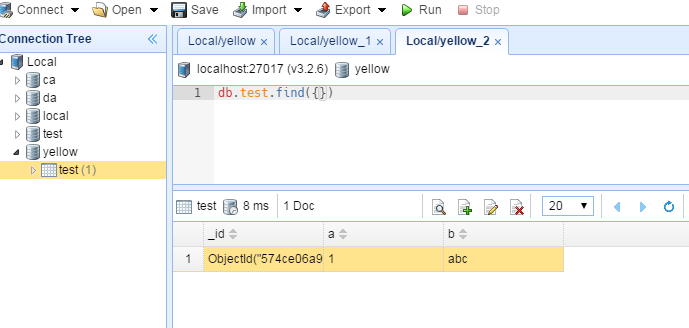 Connect Open Save Import Export Run Stop
Connection Tree
Local
ca
da
local
test
yellow
test (1)
Local/yellow × Local/yellow_1 × Local/yellow_2 ×
localhost:27017 (v3.2.6) yellow
1 db.test.find({})
test 8 ms 1 Doc 20
_id a b
1 ObjectId("574ce06a9 1 abc